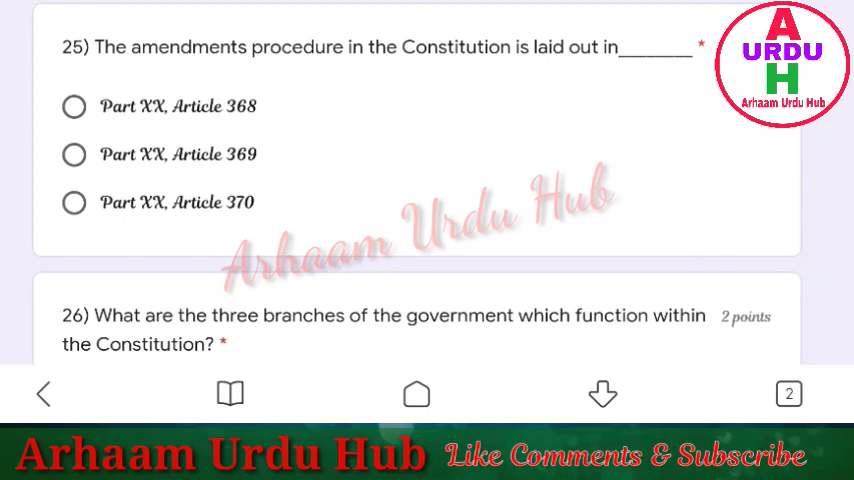 25) The amendments procedure in the Constitution is laid out in________ *
Part XX, Article 368
Part XX, Article 369
Part XX, Article 370
26) What are the three branches of the government which function within 2 points
the Constitution? *
2
A
URDU
H
Arhaam Urdu Hub
Arhaam Urdu Hub
Arhaam Urdu Hub Like Comments & Subscribe